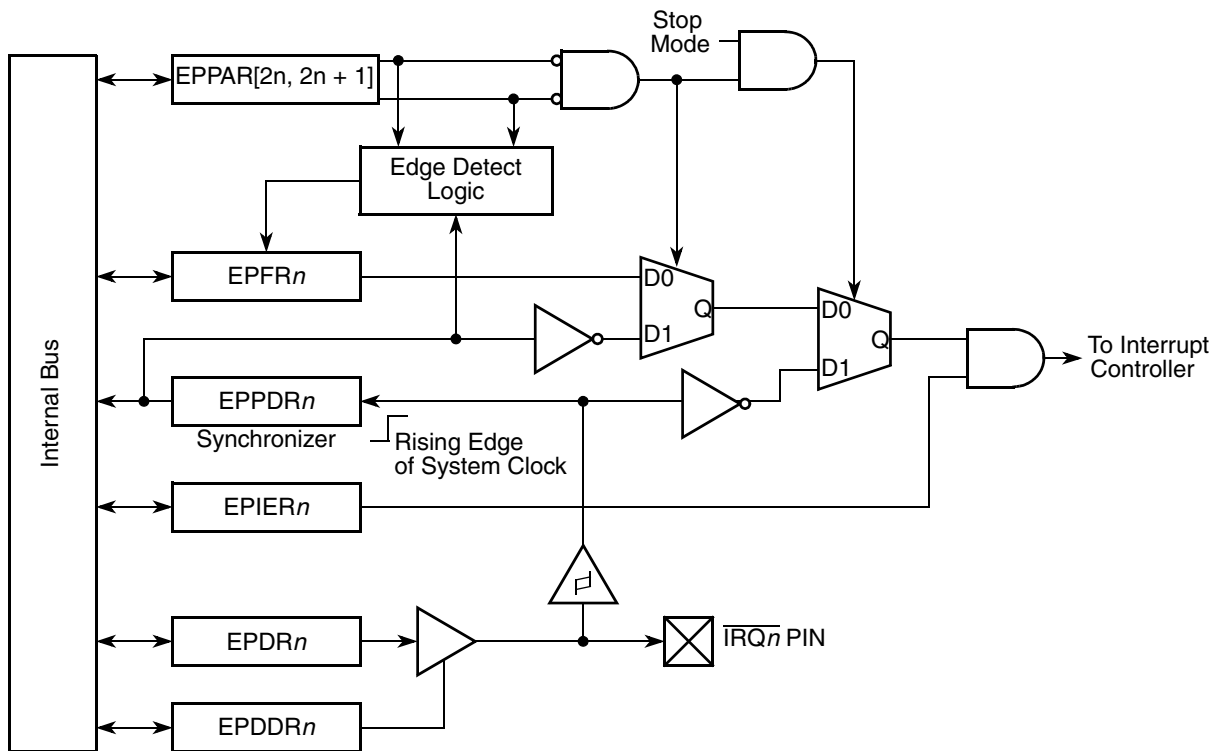 Stop
Mode
EPPAR[2n, 2n + 1]
Edge Detect
Logic
EPFRn
D0
Q
D1
D0
Q
D1
To Interrupt
Controller
Internal Bus
EPPDRn
Synchronizer
Rising Edge
of System Clock
EPIERn
EPDRn
IRQn PIN
EPDDRn